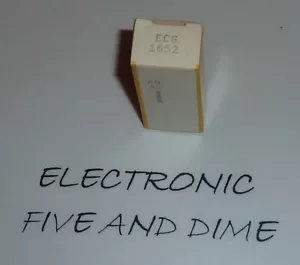 ECG
1652
ELECTRONIC
FIVE AND DIME